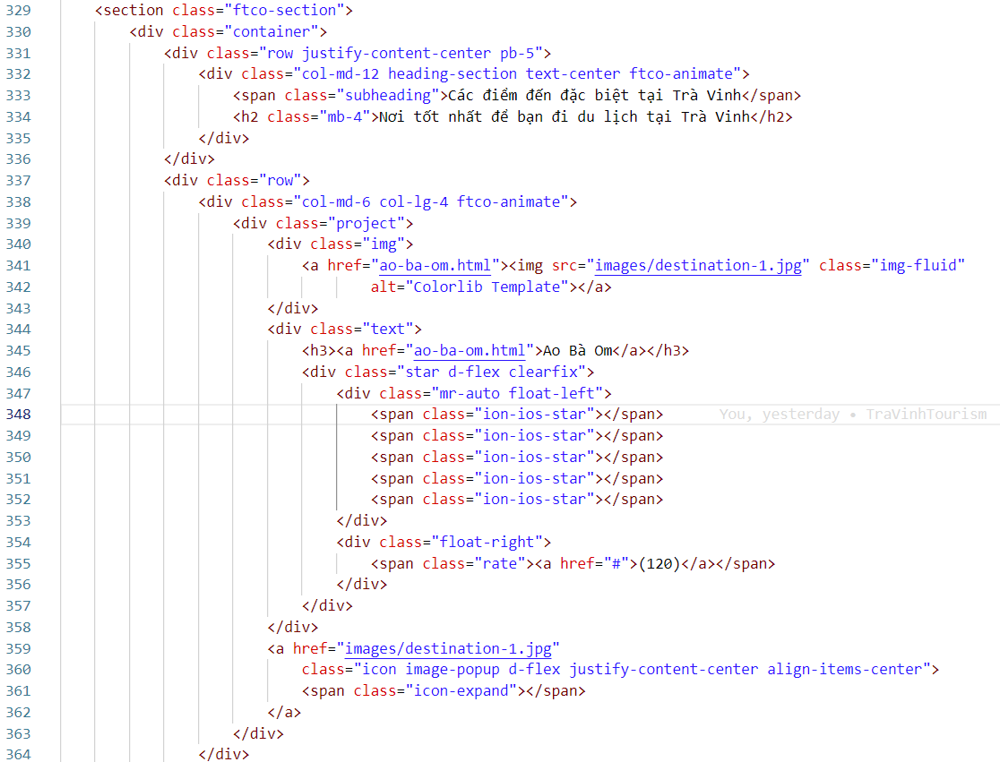 329 <section class="ftco-section">
330 <div class="container">
331 <div class="row justify-content-center pb-5">
332 <div class="col-md-12 heading-section text-center ftco-animate">
333 <span class="subheading">Các điểm đến đặc biệt tại Trà Vinh</span>
334 <h2 class="mb-4">Nơi tốt nhất để bạn đi du lịch tại Trà Vinh</h2>
335 </div>
336 </div>
337 <div class="row">
338 <div class="col-md-6 col-lg-4 ftco-animate">
339 <div class="project">
340 <div class="img">
341 <a href="ao-ba-om.html"><img src="images/destination-1.jpg" class="img-fluid"
342 alt="Colorlib Template"></a>
343 </div>
344 <div class="text">
345 <h3><a href="ao-ba-om.html">Ao Bà Om</a></h3>
346 <div class="star d-flex clearfix">
347 <div class="mr-auto float-left">
348 <span class="ion-ios-star"></span> You, yesterday • TraVinhTourism
349 <span class="ion-ios-star"></span>
350 <span class="ion-ios-star"></span>
351 <span class="ion-ios-star"></span>
352 <span class="ion-ios-star"></span>
353 </div>
354 <div class="float-right">
355 <span class="rate"><a href="#">(120)</a></span>
356 </div>
357 </div>
358 </div>
359 <a href="images/destination-1.jpg"
360 class="icon image-popup d-flex justify-content-center align-items-center">
361 <span class="icon-expand"></span>
362 </a>
363 </div>
364 </div>